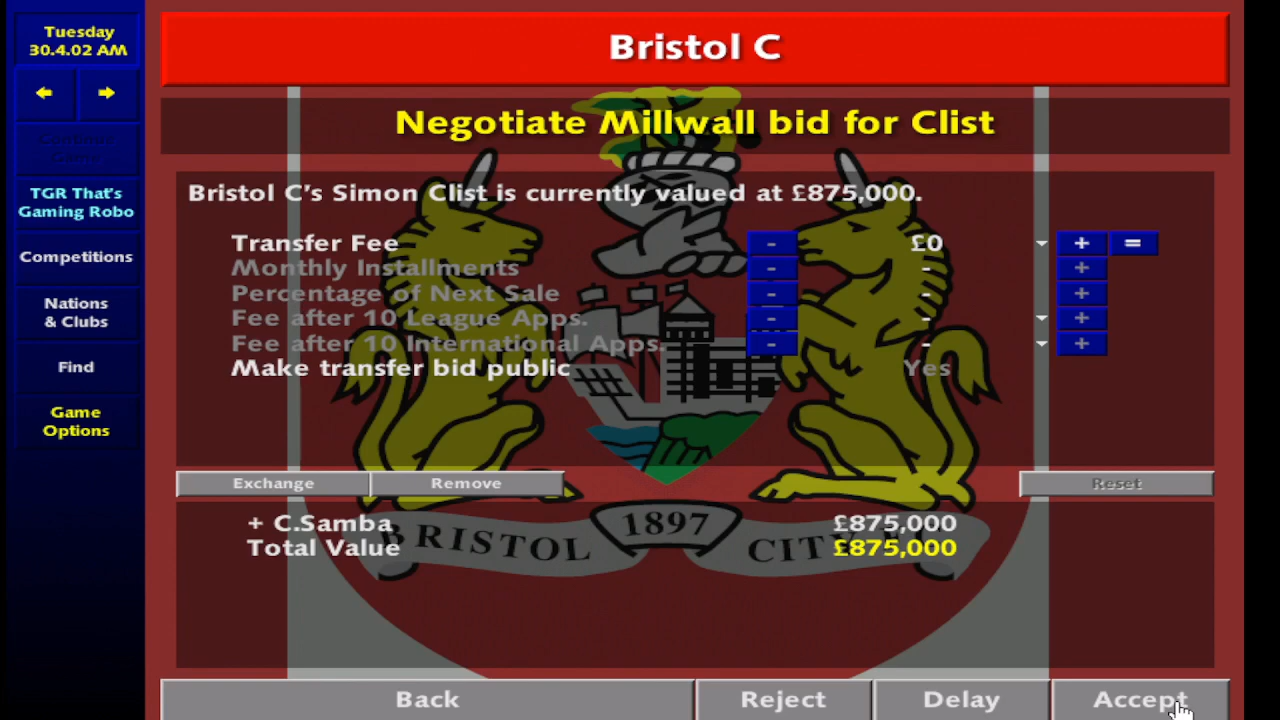 Tuesday
30.4.02 AM
Continue
Game
TGR That's
Gaming Robo
Competitions
Nations
& Clubs
Find
Game
Options
Bristol C
Negotiate Millwall bid for Clist
Bristol C's Simon Clist is currently valued at £875,000.
Transfer Fee - £0 + =
Monthly Installments - - +
Percentage of Next Sale - - +
Fee after 10 League Apps. - - +
Fee after 10 International Apps. - - +
Make transfer bid public Yes
Exchange Remove Reset
+ C.Samba £875,000
Total Value £875,000
BRISTOL 1897 CITY
Back Reject Delay Accept